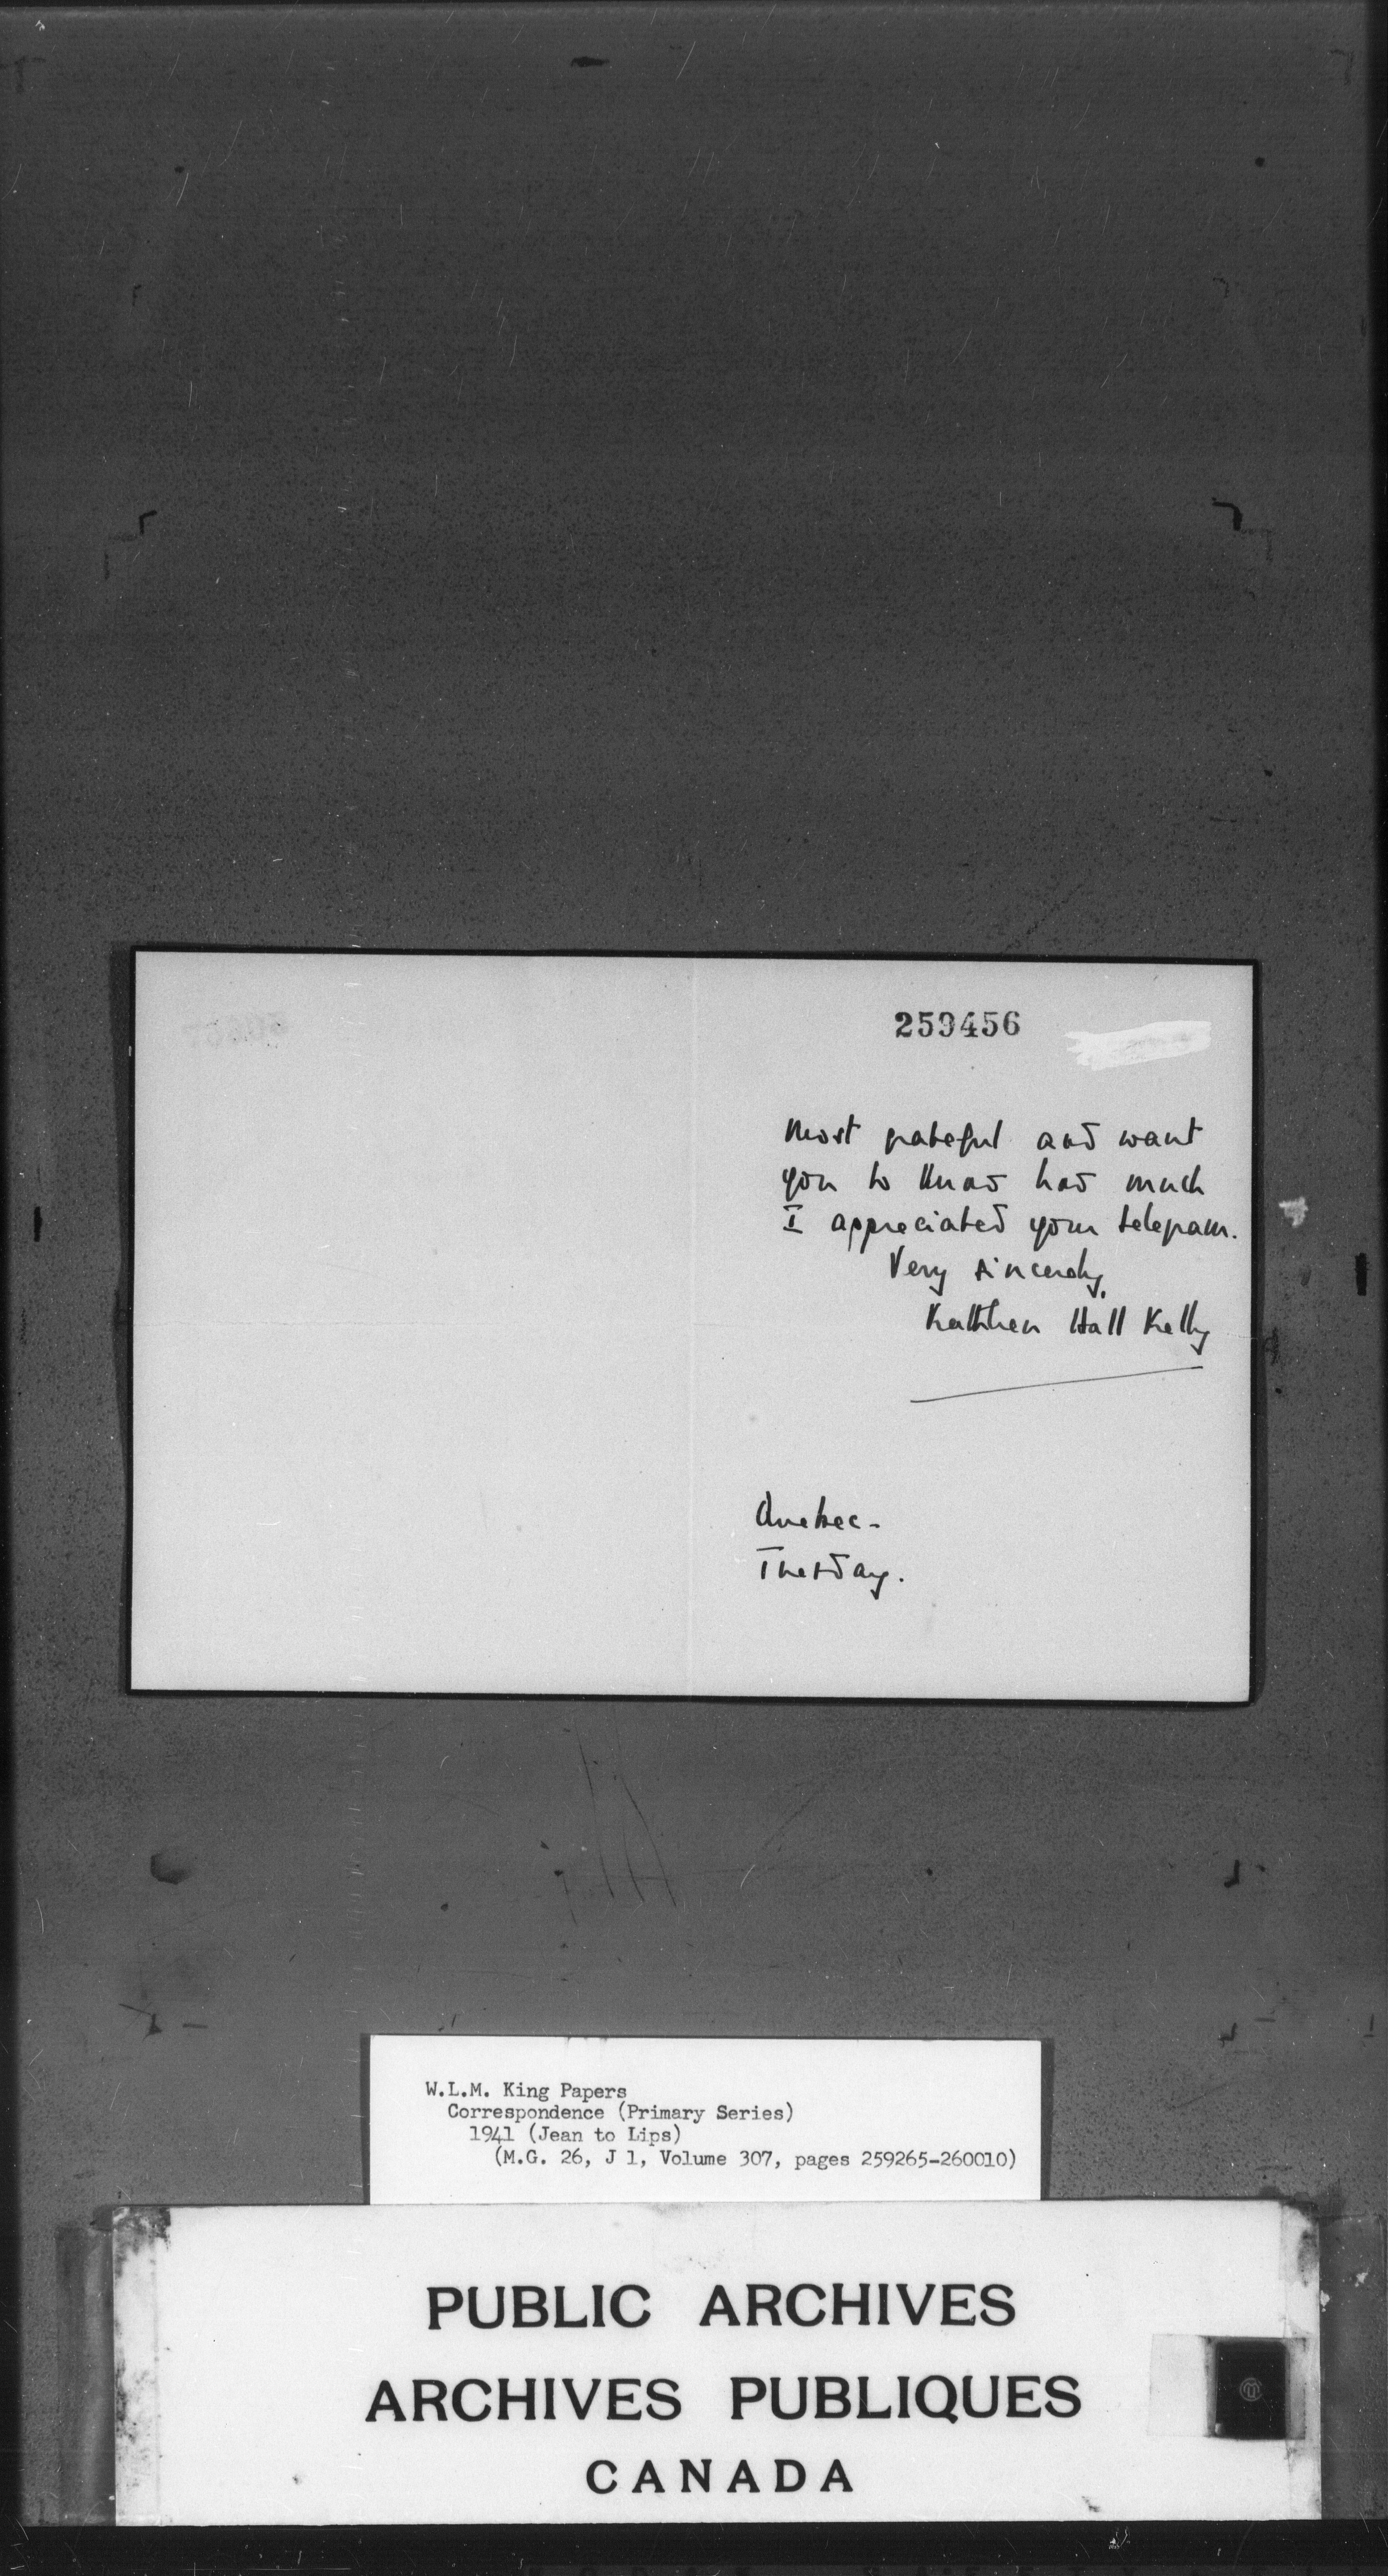 259456
Most grateful and want
you to know how much
I appreciated your telegram.
Very sincerely,
Kathleen Hall Kelly
Quebec-
Tuesday.
W.L.M. King Papers
Correspondence (Primary Series)
1941 (Jean to Lips)
(M.G. 26, J 1, Volume 307, pages 259265-260010)
PUBLIC ARCHIVES
ARCHIVES PUBLIQUES
CANADA